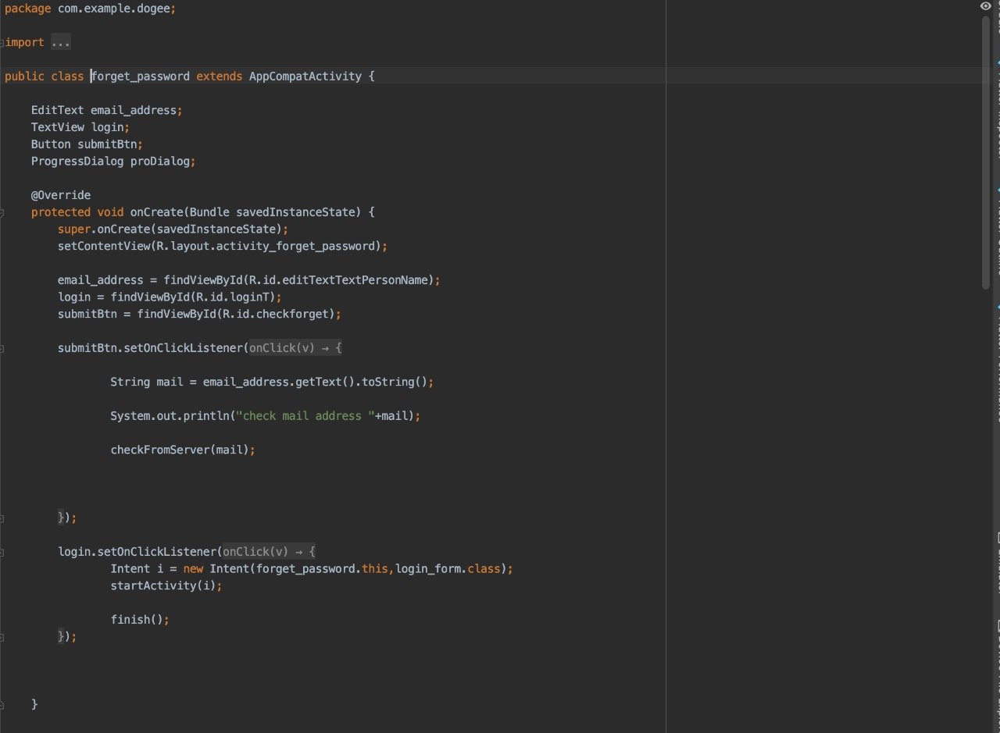 package com.example.dogee;
import ...
public class forget_password extends AppCompatActivity {
EditText email_address;
TextView login;
Button submitBtn;
ProgressDialog proDialog;
@Override
protected void onCreate(Bundle savedInstanceState) {
super.onCreate(savedInstanceState);
setContentView(R.layout.activity_forget_password);
email_address = findViewById(R.id.editTextTextPersonName);
login = findViewById(R.id.loginT);
submitBtn = findViewById(R.id.checkforget);
submitBtn.setOnClickListener(onClick(v) → {
String mail = email_address.getText().toString();
System.out.println("check mail address "+mail);
checkFromServer(mail);
});
login.setOnClickListener(onClick(v) → {
Intent i = new Intent(forget_password.this,login_form.class);
startActivity(i);
finish();
});
}